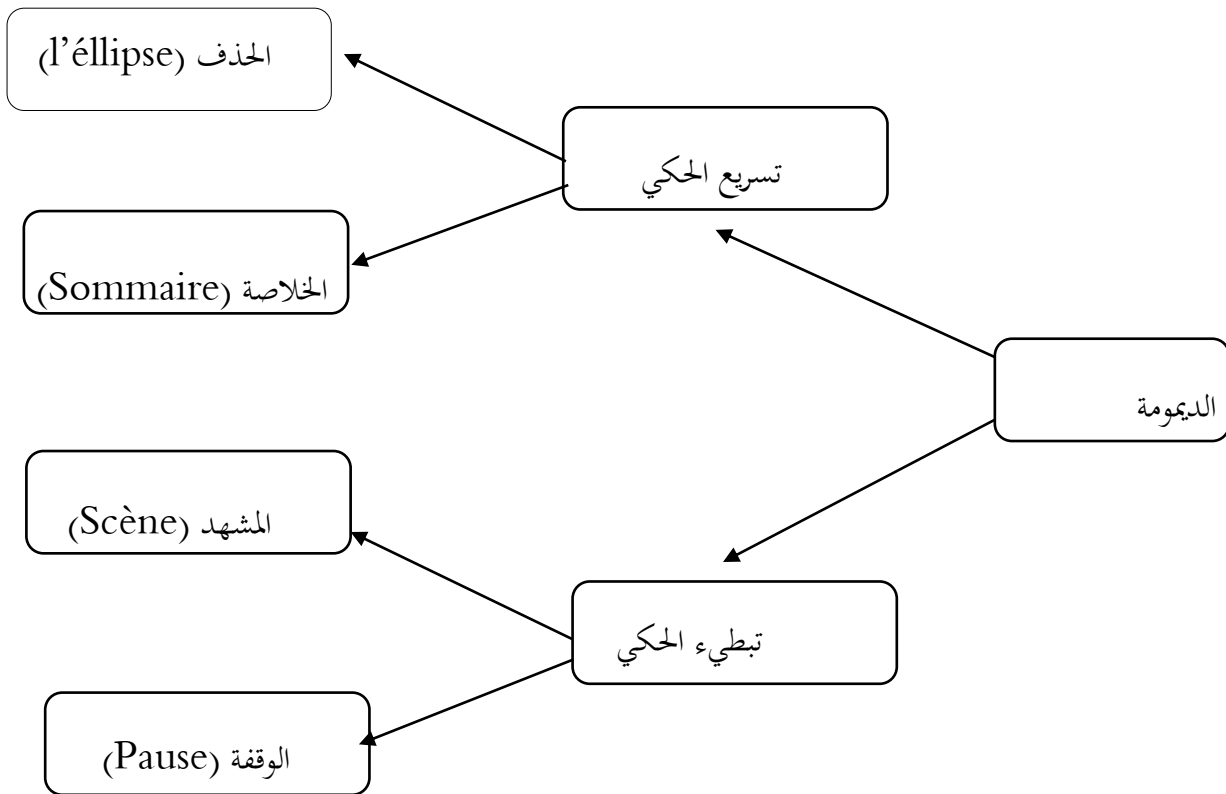 الحذف (l’éllipse)
تسريع الحكي
الخلاصة (Sommaire)
الديمومة
المشهد (Scène)
تبطيء الحكي
الوقفة (Pause)